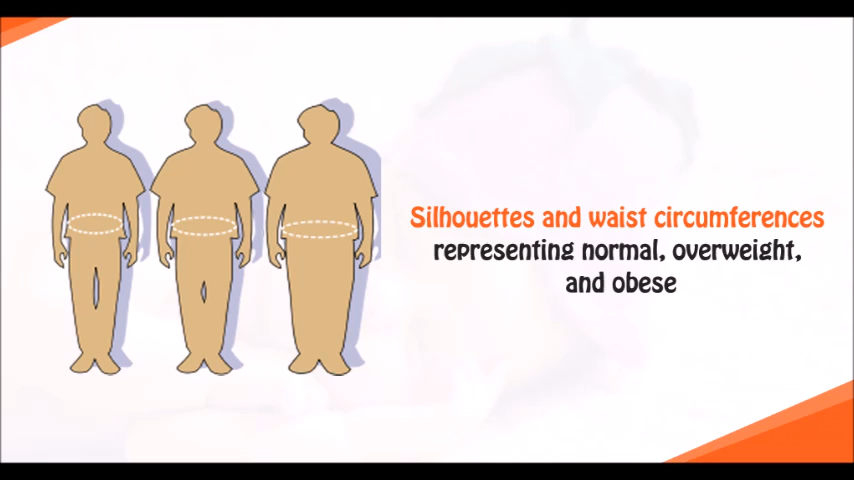 Silhouettes and waist circumferences
representing normal, overweight,
and obese